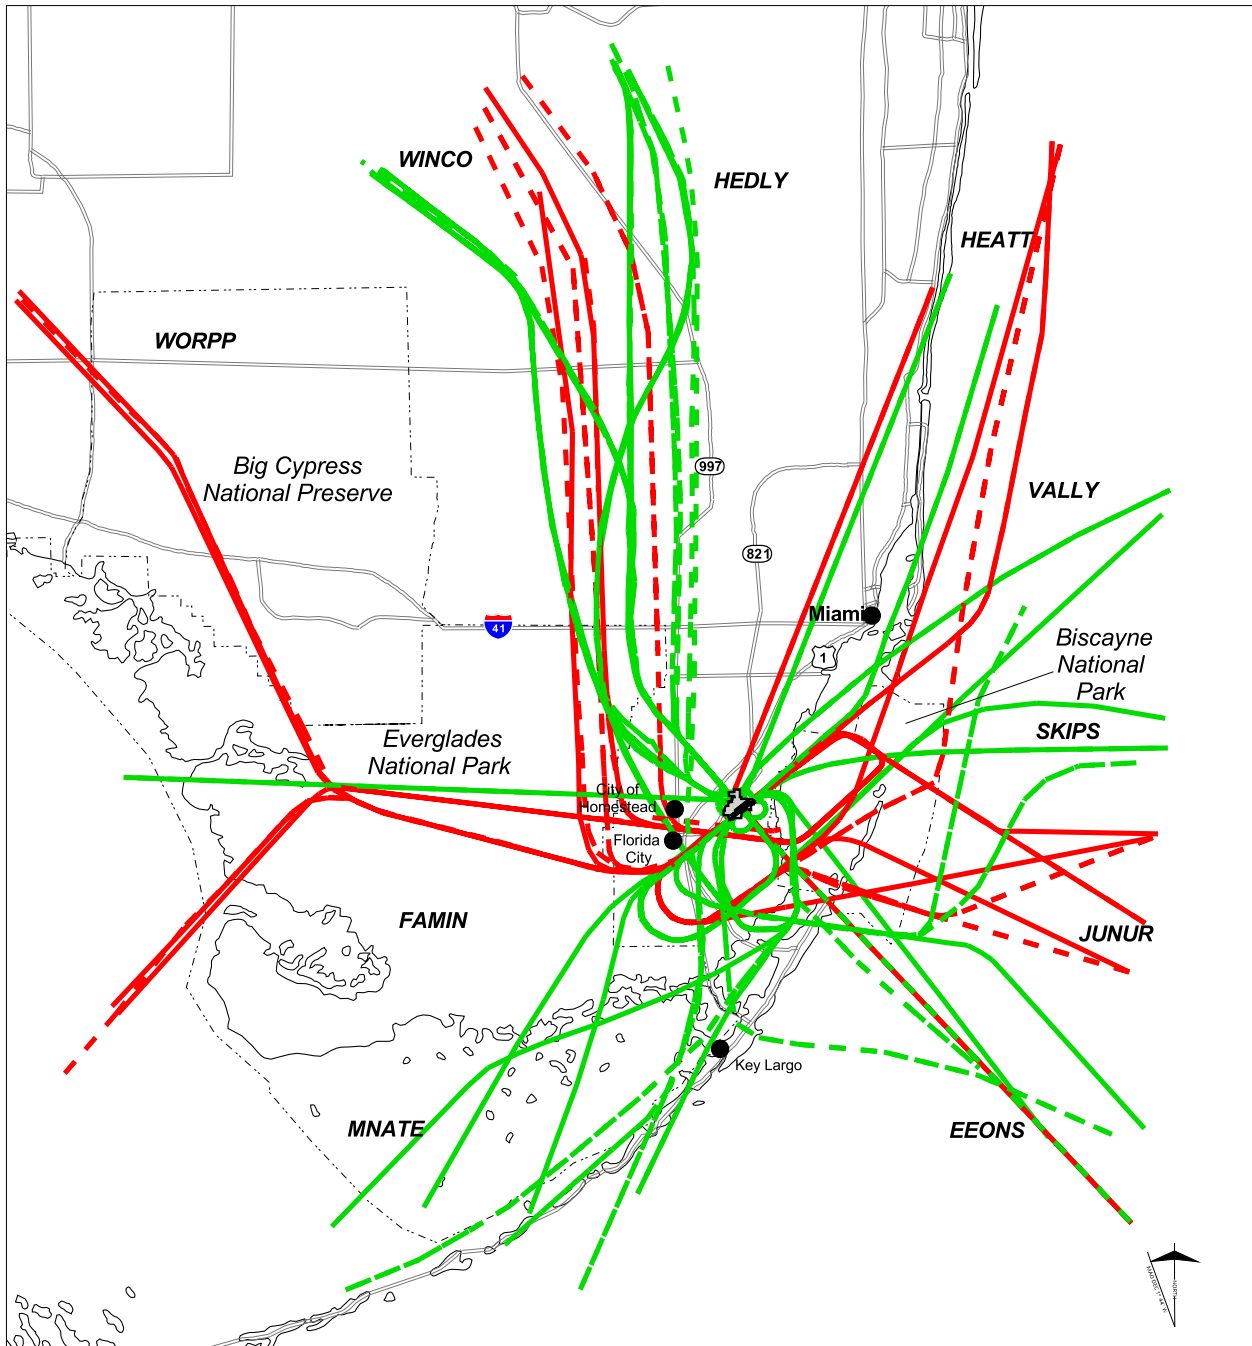 WINCO
HEDLY
HEATT
WORPP
Big Cypress
National Preserve
997
VALLY
821
Miami
41
1
Biscayne
National
Park
SKIPS
Everglades
National Park
City of
Homestead
Florida
City
FAMIN
JUNUR
Key Largo
MNATE
EEONS
NORTH